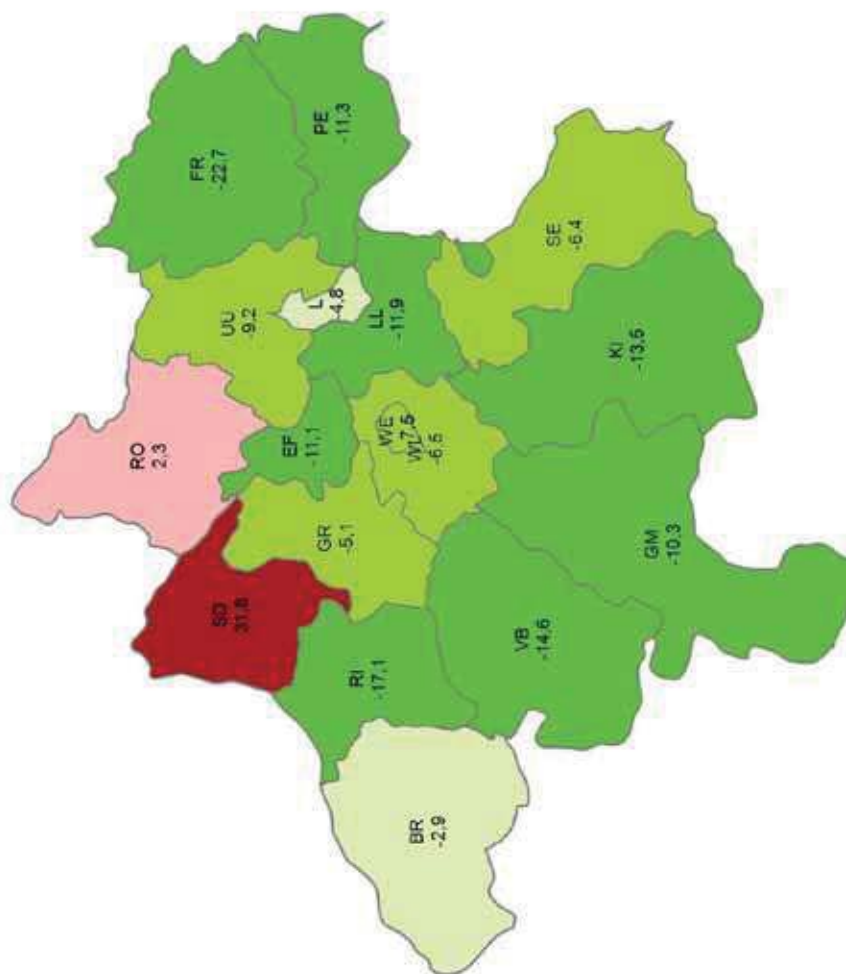 RO
2,3
FR
-22,7
SD
31,8
UU
-9,2
EF
-11,1
L
-4,8
PE
-11,3
GR
-5,1
RI
-17,1
LL
-11,9
WE
-7,5
WL
-6,5
BR
-2,9
VB
-14,6
SE
-6,4
KI
GM
-10,3